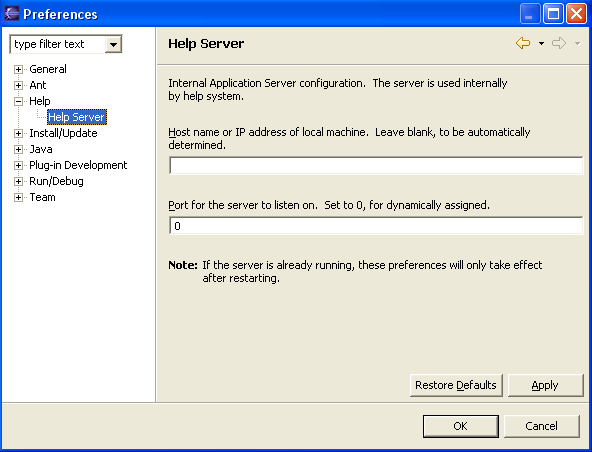 Preferences
type filter text
General
Ant
Help
Help Server
Install/Update
Java
Plug-in Development
Run/Debug
Team
Help Server
Internal Application Server configuration. The server is used internally
by help system.
Host name or IP address of local machine. Leave blank, to be automatically
determined.
Port for the server to listen on. Set to 0, for dynamically assigned.
0
Note: If the server is already running, these preferences will only take effect
after restarting.
Restore Defaults
Apply
OK
Cancel